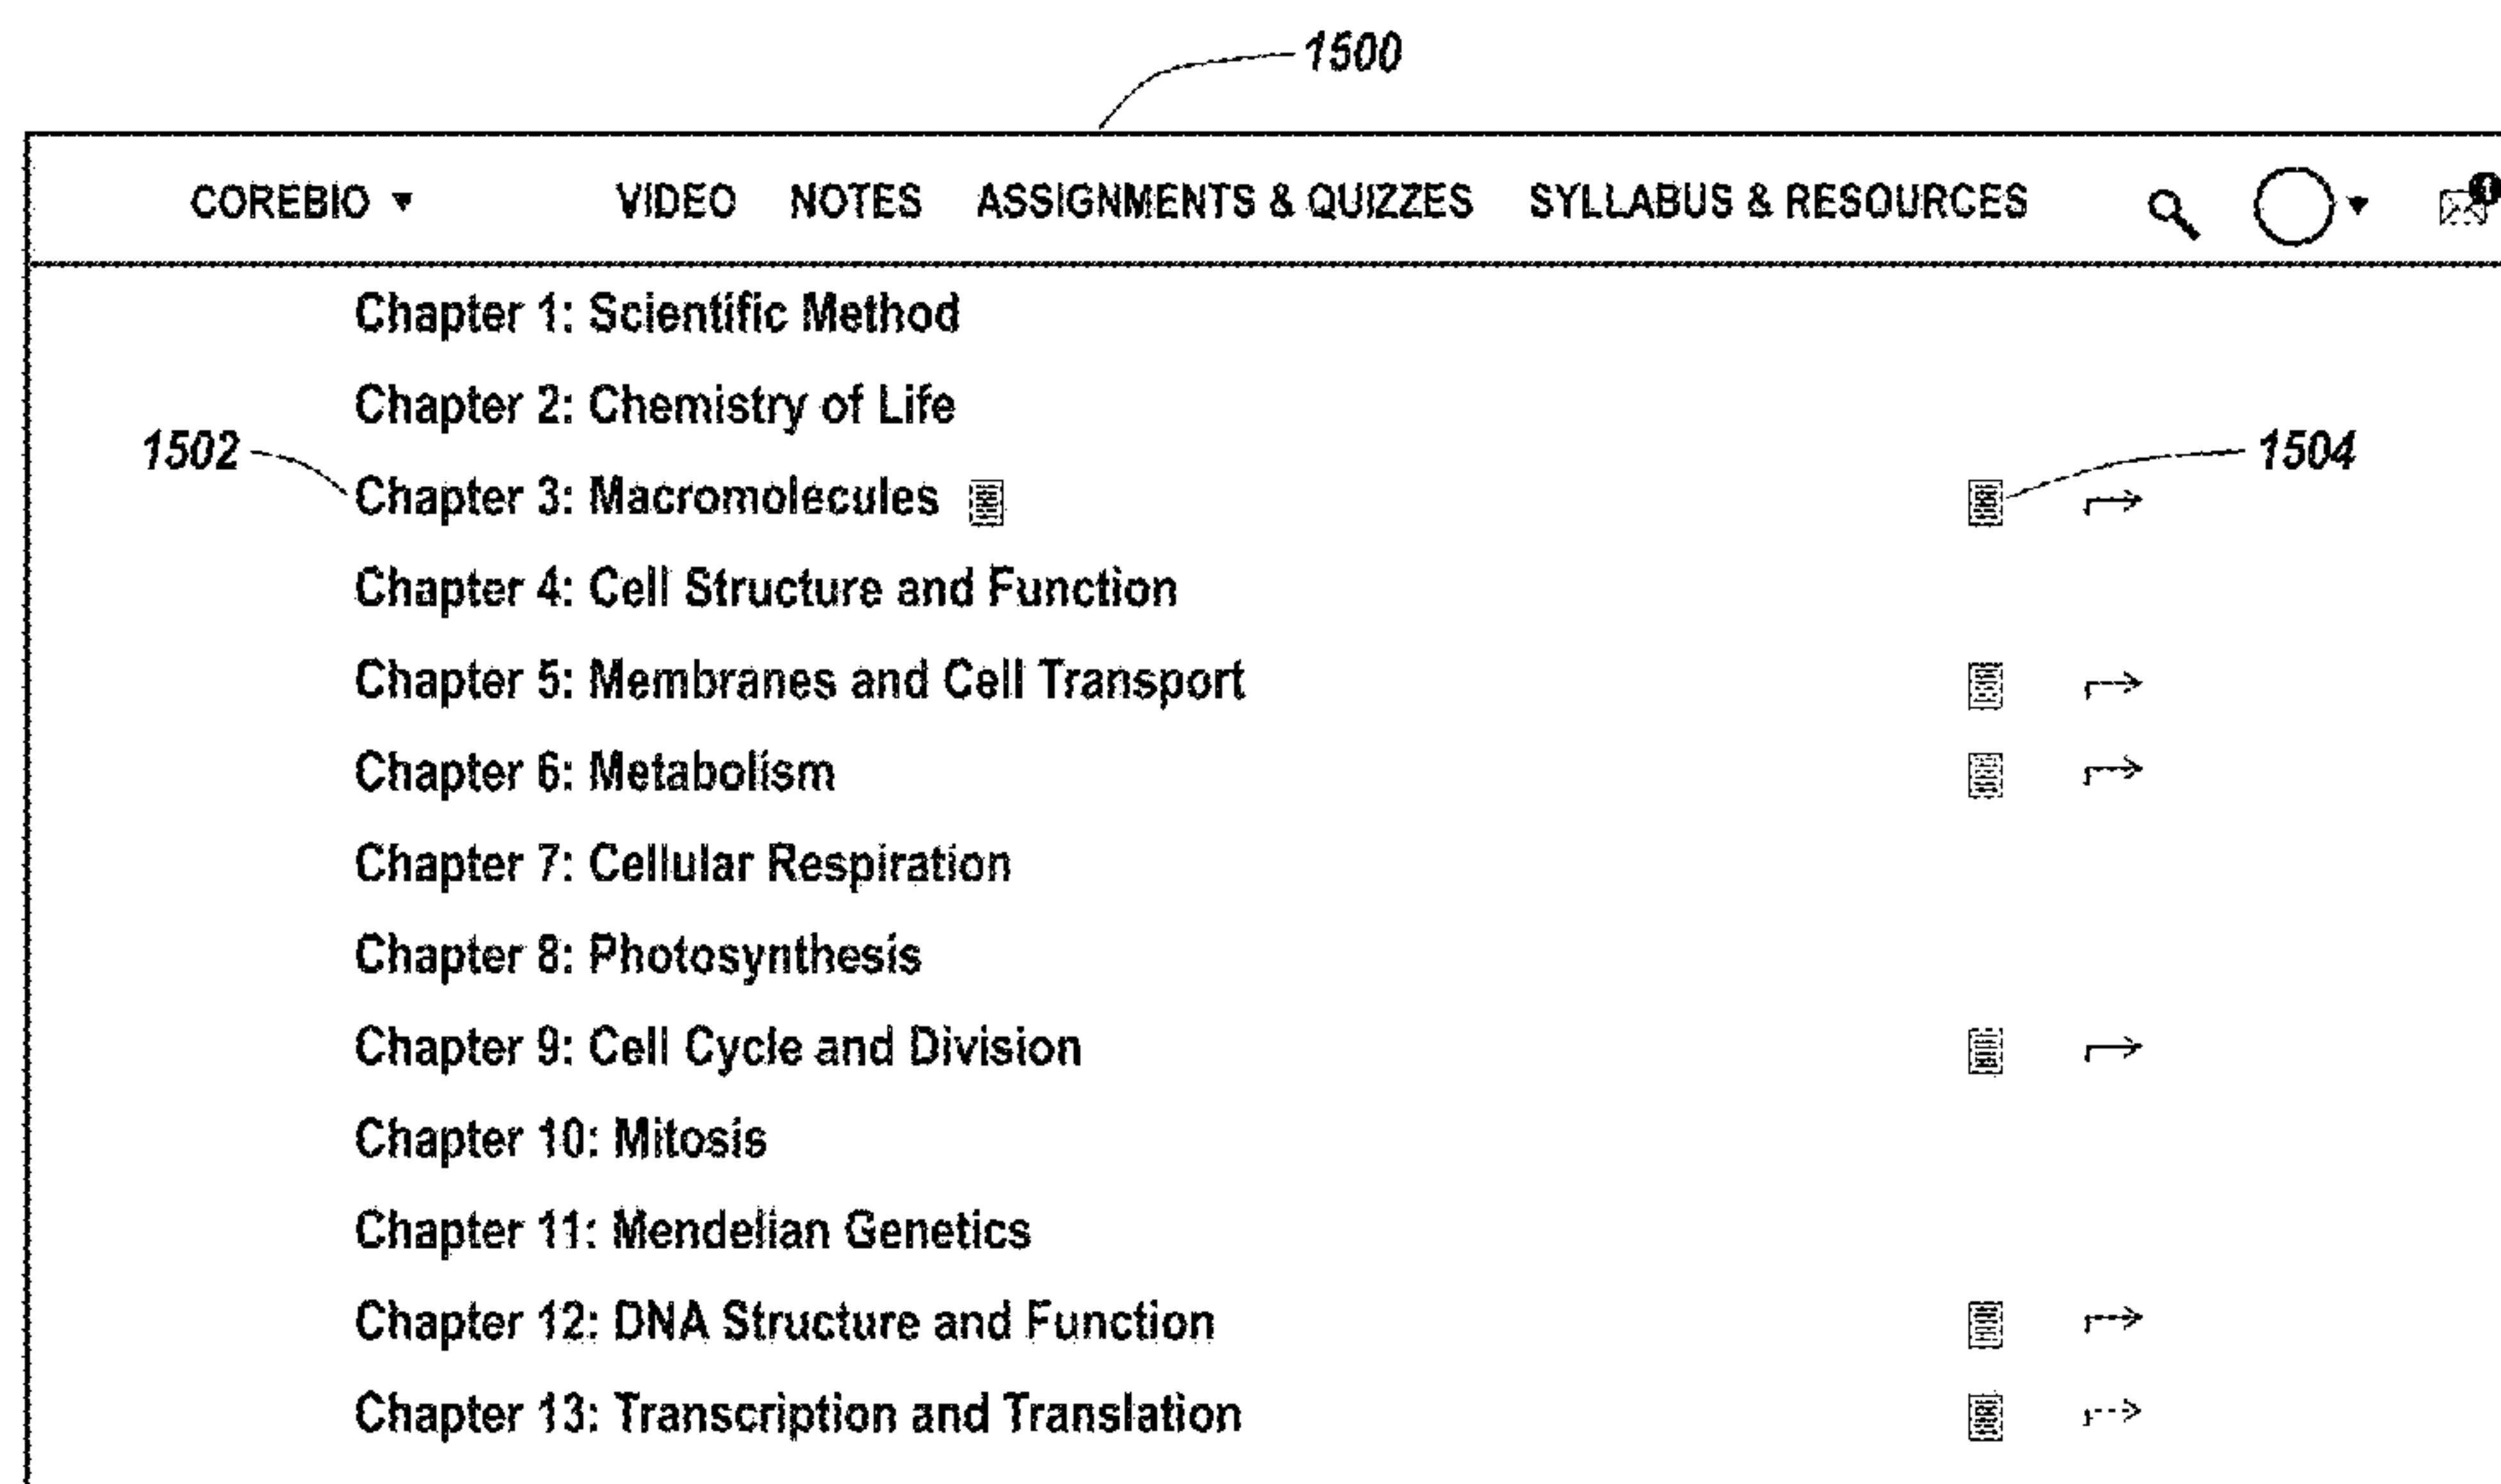 1500
COREBIO VIDEO NOTES ASSIGNMENTS & QUIZZES SYLLABUS & RESOURCES
Chapter 1: Scientific Method
Chapter 2: Chemistry of Life
1502
1504
Chapter 3: Macromolecules
Chapter 4: Cell Structure and Function
Chapter 5: Membranes and Cell Transport
Chapter 6: Metabolism
Chapter 7: Cellular Respiration
Chapter 8: Photosynthesis
Chapter 9: Cell Cycle and Division
Chapter 10: Mitosis
Chapter 11: Mendelian Genetics
Chapter 12: DNA Structure and Function
Chapter 13: Transcription and Translation